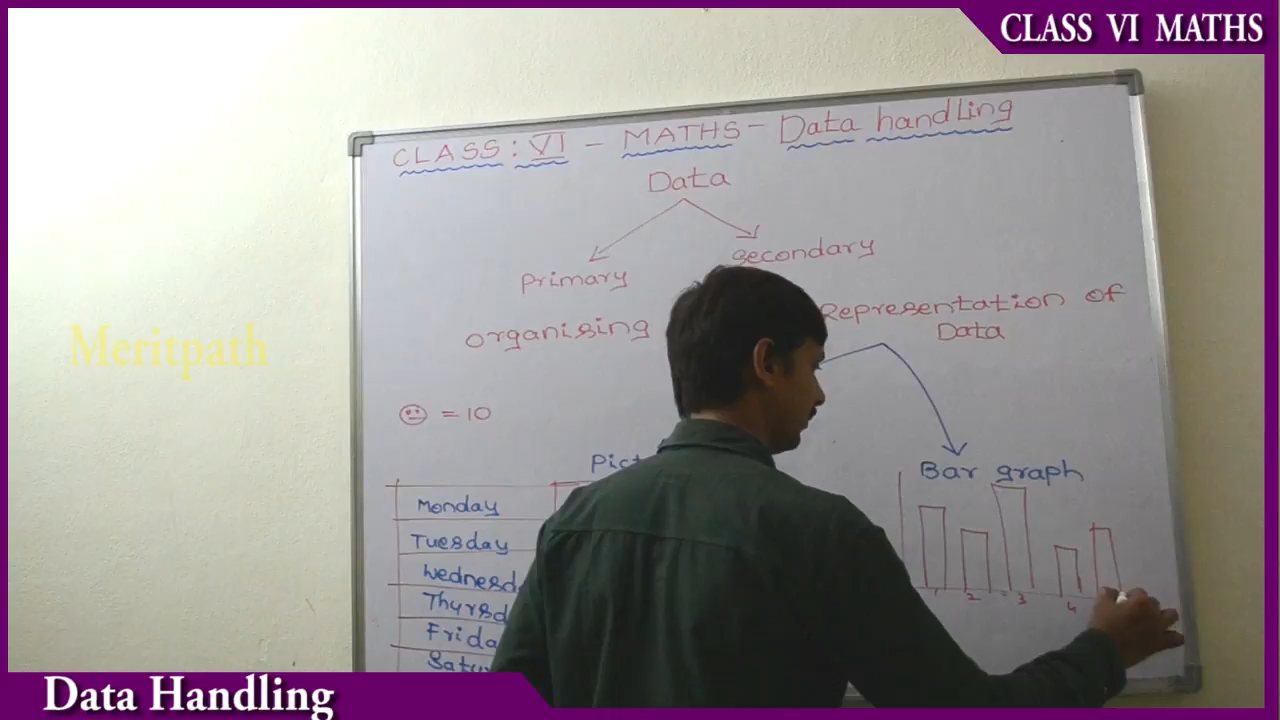 CLASS VI MATHS
CLASS: VI - MATHS - Data handling
Data
Primary
secondary
organising
Representation of
Data
Meritpath
= 10
Bar graph
Monday
Tuesday
1 2 3 4
Data Handling